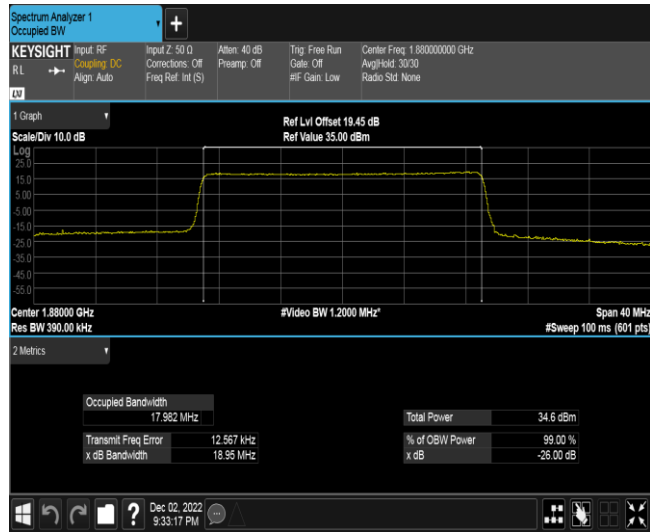 Spectrum Analyzer 1
Occupied BW
+
KEYSIGHT
RL
LXI
Input: RF
Coupling: DC
Align: Auto
Input Z: 50 Ω
Corrections: Off
Freq Ref: Int (S)
Atten: 40 dB
Preamp: Off
Trig: Free Run
Gate: Off
#IF Gain: Low
Center Freq: 1.880000000 GHz
Avg|Hold: 30/30
Radio Std: None
1 Graph
Scale/Div 10.0 dB
Ref Lvl Offset 19.45 dB
Ref Value 35.00 dBm
Log
25.0
15.0
5.00
-5.00
-15.0
-25.0
-35.0
-45.0
-55.0
Center 1.88000 GHz
Res BW 390.00 kHz
#Video BW 1.2000 MHz*
Span 40 MHz
#Sweep 100 ms (601 pts)
2 Metrics
Occupied Bandwidth
17.982 MHz
Transmit Freq Error 12.567 kHz
x dB Bandwidth 18.95 MHz
Total Power 34.6 dBm
% of OBW Power 99.00 %
x dB -26.00 dB
?
Dec 02, 2022
9:33:17 PM